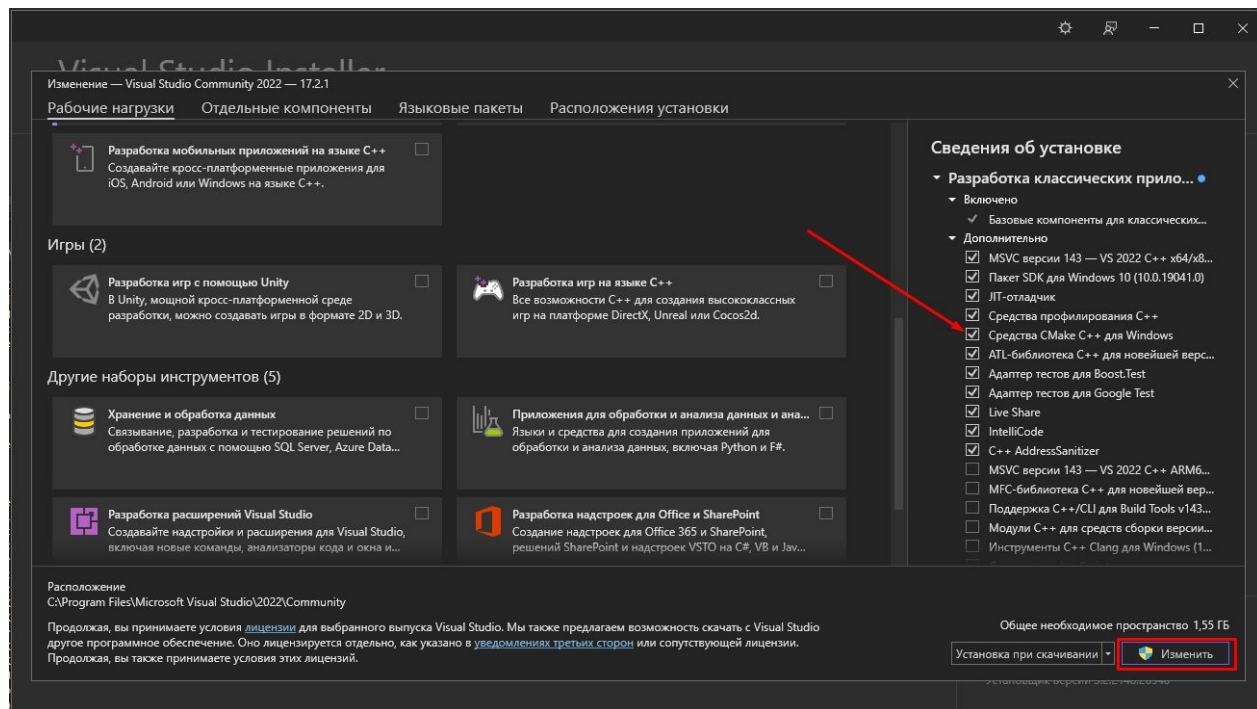 Visual Studio Installer
Изменение — Visual Studio Community 2022 — 17.2.1
Рабочие нагрузки
Отдельные компоненты
Языковые пакеты
Расположения установки
Разработка мобильных приложений на языке C++
Создавайте кросс-платформенные приложения для
iOS, Android или Windows на языке C++.
Игры (2)
Разработка игр с помощью Unity
В Unity, мощной кросс-платформенной среде
разработки, можно создавать игры в формате 2D и 3D.
Разработка игр на языке C++
Все возможности C++ для создания высококлассных
игр на платформе DirectX, Unreal или Cocos2d.
Другие наборы инструментов (5)
Хранение и обработка данных
Связывание, разработка и тестирование решений по
обработке данных с помощью SQL Server, Azure Data...
Приложения для обработки и анализа данных и ана...
Языки и средства для создания приложений для
обработки и анализа данных, включая Python и F#.
Разработка расширений Visual Studio
Создавайте надстройки и расширения для Visual Studio,
включая новые команды, анализаторы кода и окна и...
Разработка надстроек для Office и SharePoint
Создание надстроек для Office 365 и SharePoint,
решений SharePoint и надстроек VSTO на C#, VB и Jav...
Сведения об установке
Разработка классических прило...
Включено
Базовые компоненты для классических...
Дополнительно
MSVC версии 143 — VS 2022 C++ x64/x8...
Пакет SDK для Windows 10 (10.0.19041.0)
JIT-отладчик
Средства профилирования C++
Средства CMake C++ для Windows
ATL-библиотека C++ для новейшей верс...
Адаптер тестов для Boost.Test
Адаптер тестов для Google Test
Live Share
IntelliCode
C++ AddressSanitizer
MSVC версии 143 — VS 2022 C++ ARM6...
MFC-библиотека C++ для новейшей вер...
Поддержка C++/CLI для Build Tools v143...
Модули C++ для средств сборки версии...
Инструменты C++ Clang для Windows (1...
Расположение
C:\Program Files\Microsoft Visual Studio\2022\Community
Продолжая, вы принимаете условия лицензии для выбранного выпуска Visual Studio. Мы также предлагаем возможность скачать с Visual Studio
другое программное обеспечение. Оно лицензируется отдельно, как указано в уведомлениях третьих сторон или сопутствующей лицензии.
Продолжая, вы также принимаете условия этих лицензий.
Общее необходимое пространство 1,55 ГБ
Установка при скачивании
Изменить